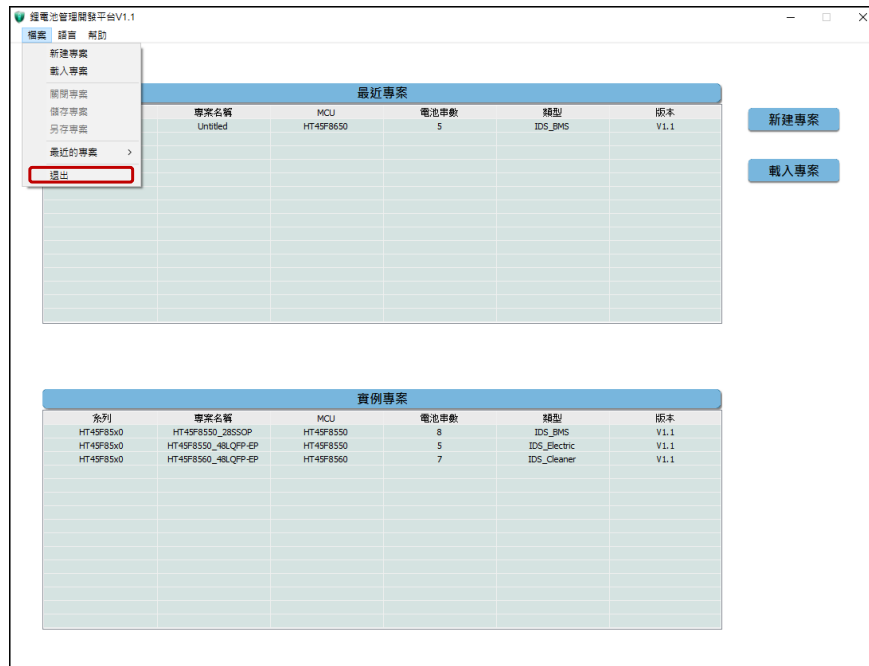 鋰電池管理開發平台V1.1
檔案 語言 幫助
新建專案
載入專案
關閉專案
儲存專案
另存專案
最近的專案 >
退出
最近專案
專案名稱 MCU 電池串數 類型 版本
Untitled HT45F8650 5 IDS_BMS V1.1
新建專案
載入專案
實例專案
系列 專案名稱 MCU 電池串數 類型 版本
HT45F85x0 HT45F8550_28SSOP HT45F8550 8 IDS_BMS V1.1
HT45F85x0 HT45F8550_48LQFP-EP HT45F8550 5 IDS_Electric V1.1
HT45F85x0 HT45F8560_48LQFP-EP HT45F8560 7 IDS_Cleaner V1.1